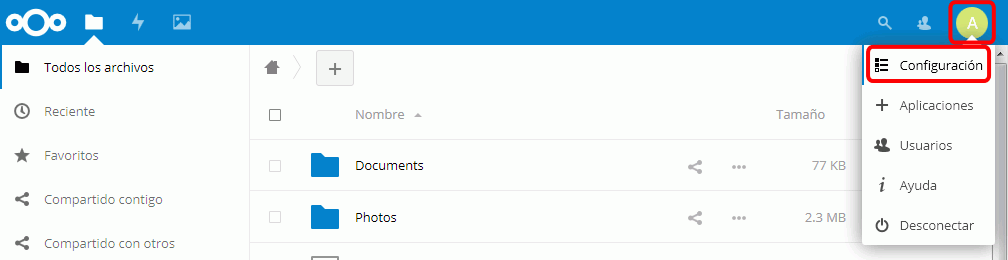 A
Todos los archivos
Reciente
Favoritos
Compartido contigo
Compartido con otros
Nombre Tamaño
Documents 77 KB
Photos 2.3 MB
Configuración
Aplicaciones
Usuarios
Ayuda
Desconectar